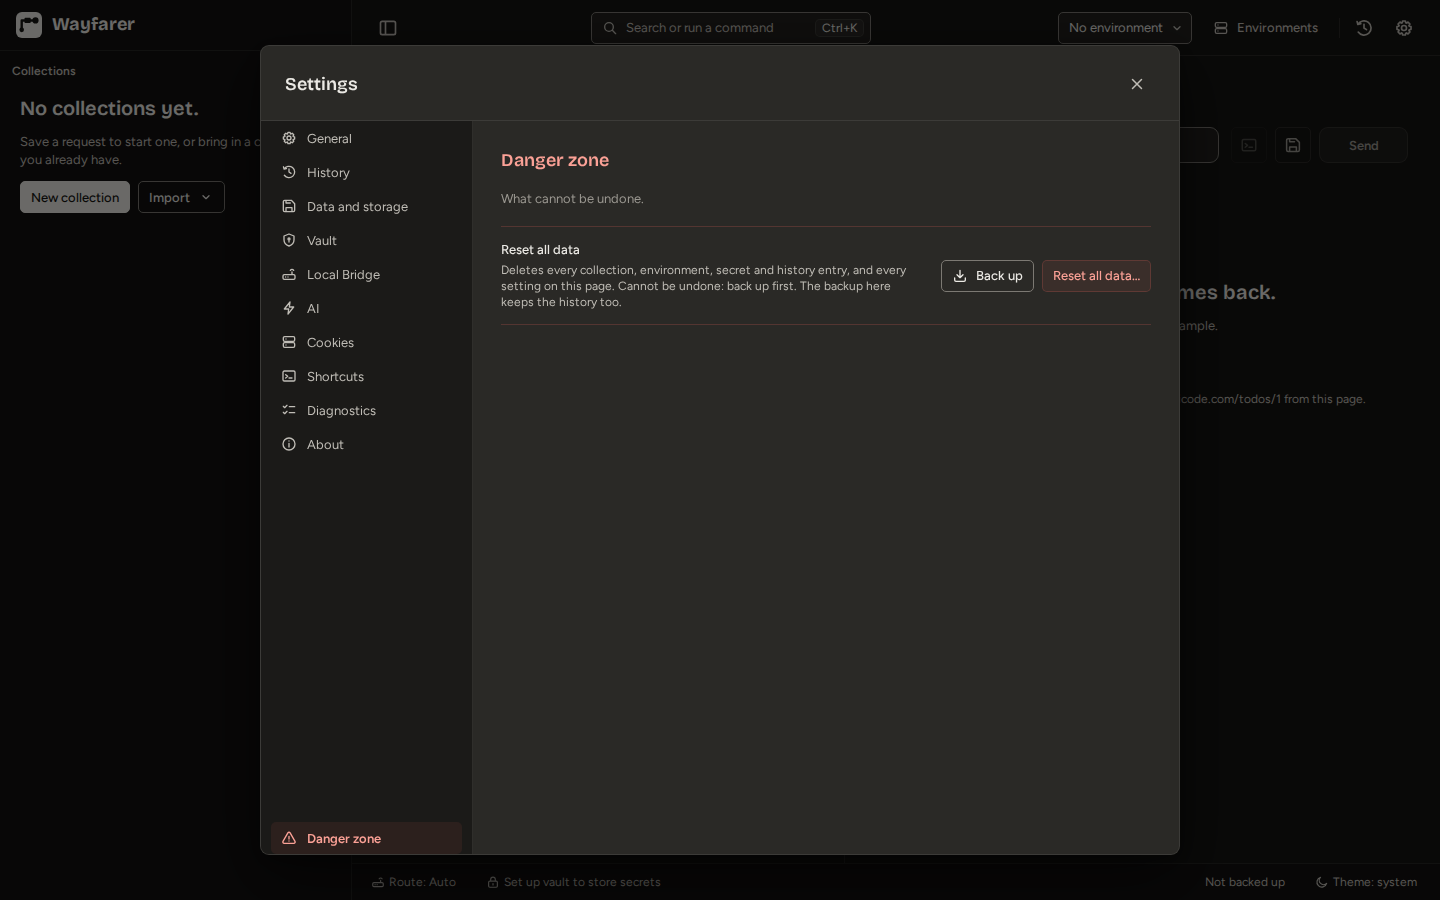 Wayfarer
Search or run a command
Ctrl+K
No environment
Environments
Collections
No collections yet.
Save a request to start one, or bring in a
you already have.
New collection
Import
Send
Settings
General
History
Data and storage
Vault
Local Bridge
AI
Cookies
Shortcuts
Diagnostics
About
Danger zone
Danger zone
What cannot be undone.
Reset all data
Deletes every collection, environment, secret and history entry, and every
setting on this page. Cannot be undone: back up first. The backup here
keeps the history too.
Back up
Reset all data...
back.
code.com/todos/1 from this page.
Route: Auto
Set up vault to store secrets
Not backed up
Theme: system